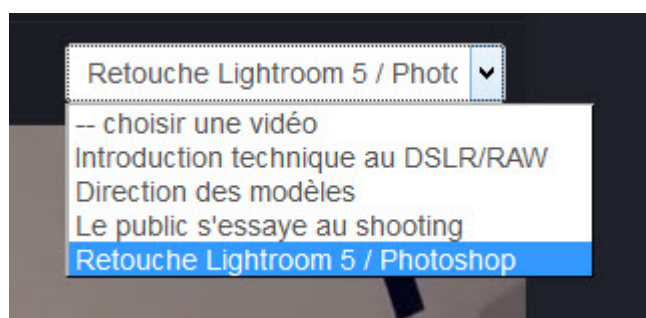 Retouche Lightroom 5 / Photo
-- choisir une vidéo
Introduction technique au DSLR/RAW
Direction des modèles
Le public s'essaye au shooting
Retouche Lightroom 5 / Photoshop